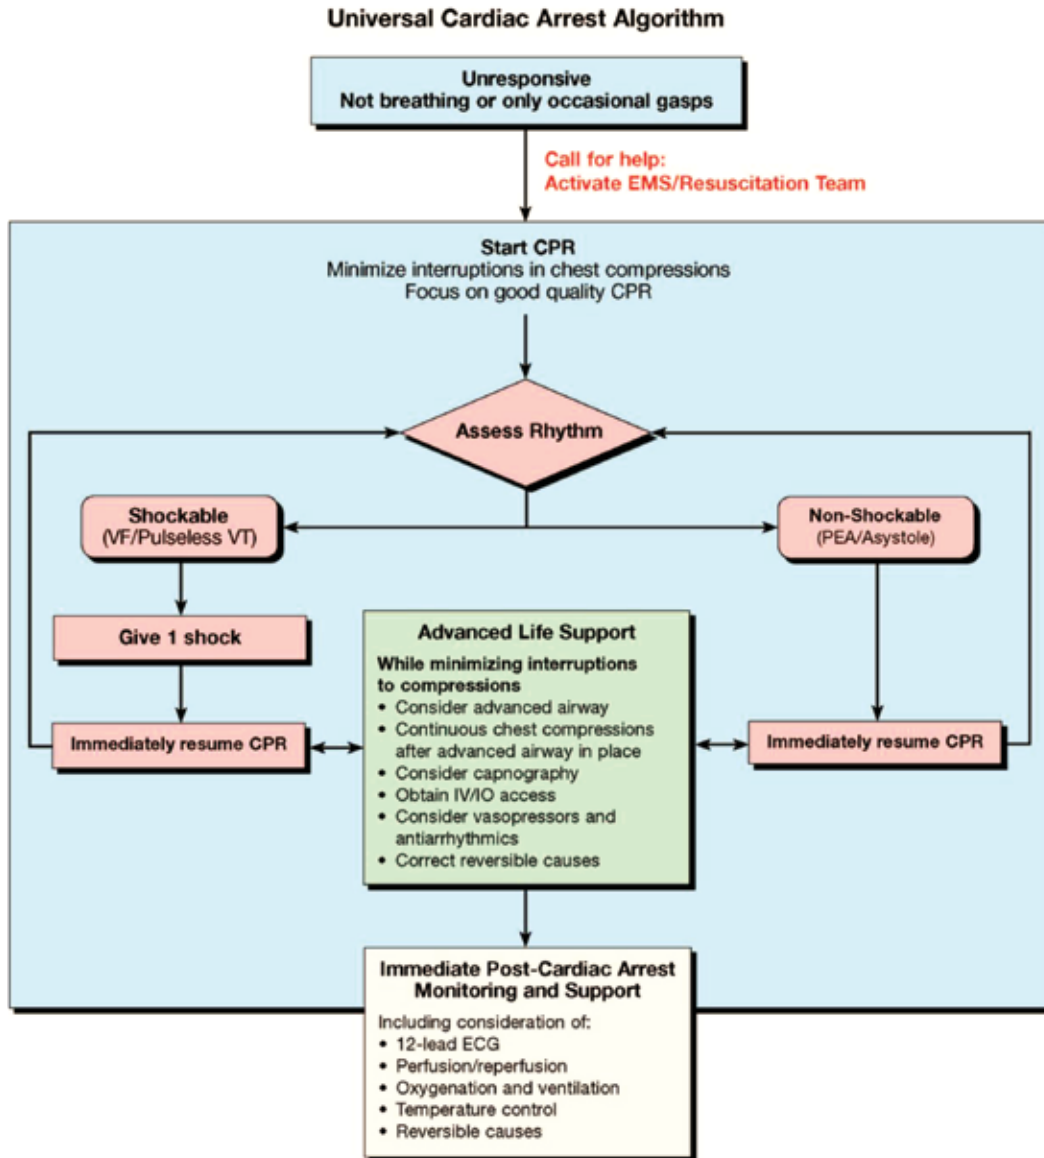 Universal Cardiac Arrest Algorithm
Unresponsive
Not breathing or only occasional gasps
Call for help:
Activate EMS/Resuscitation Team
Start CPR
Minimize interruptions in chest compressions
Focus on good quality CPR
Assess Rhythm
Shockable
(VF/Pulseless VT)
Non-Shockable
(PEA/Asystole)
Give 1 shock
Immediately resume CPR
Advanced Life Support
While minimizing interruptions
to compressions
• Consider advanced airway
• Continuous chest compressions
after advanced airway in place
• Consider capnography
• Obtain IV/IO access
• Consider vasopressors and
antiarrhythmics
• Correct reversible causes
Immediately resume CPR
Immediate Post-Cardiac Arrest
Monitoring and Support
Including consideration of:
• 12-lead ECG
• Perfusion/reperfusion
• Oxygenation and ventilation
• Temperature control
• Reversible causes